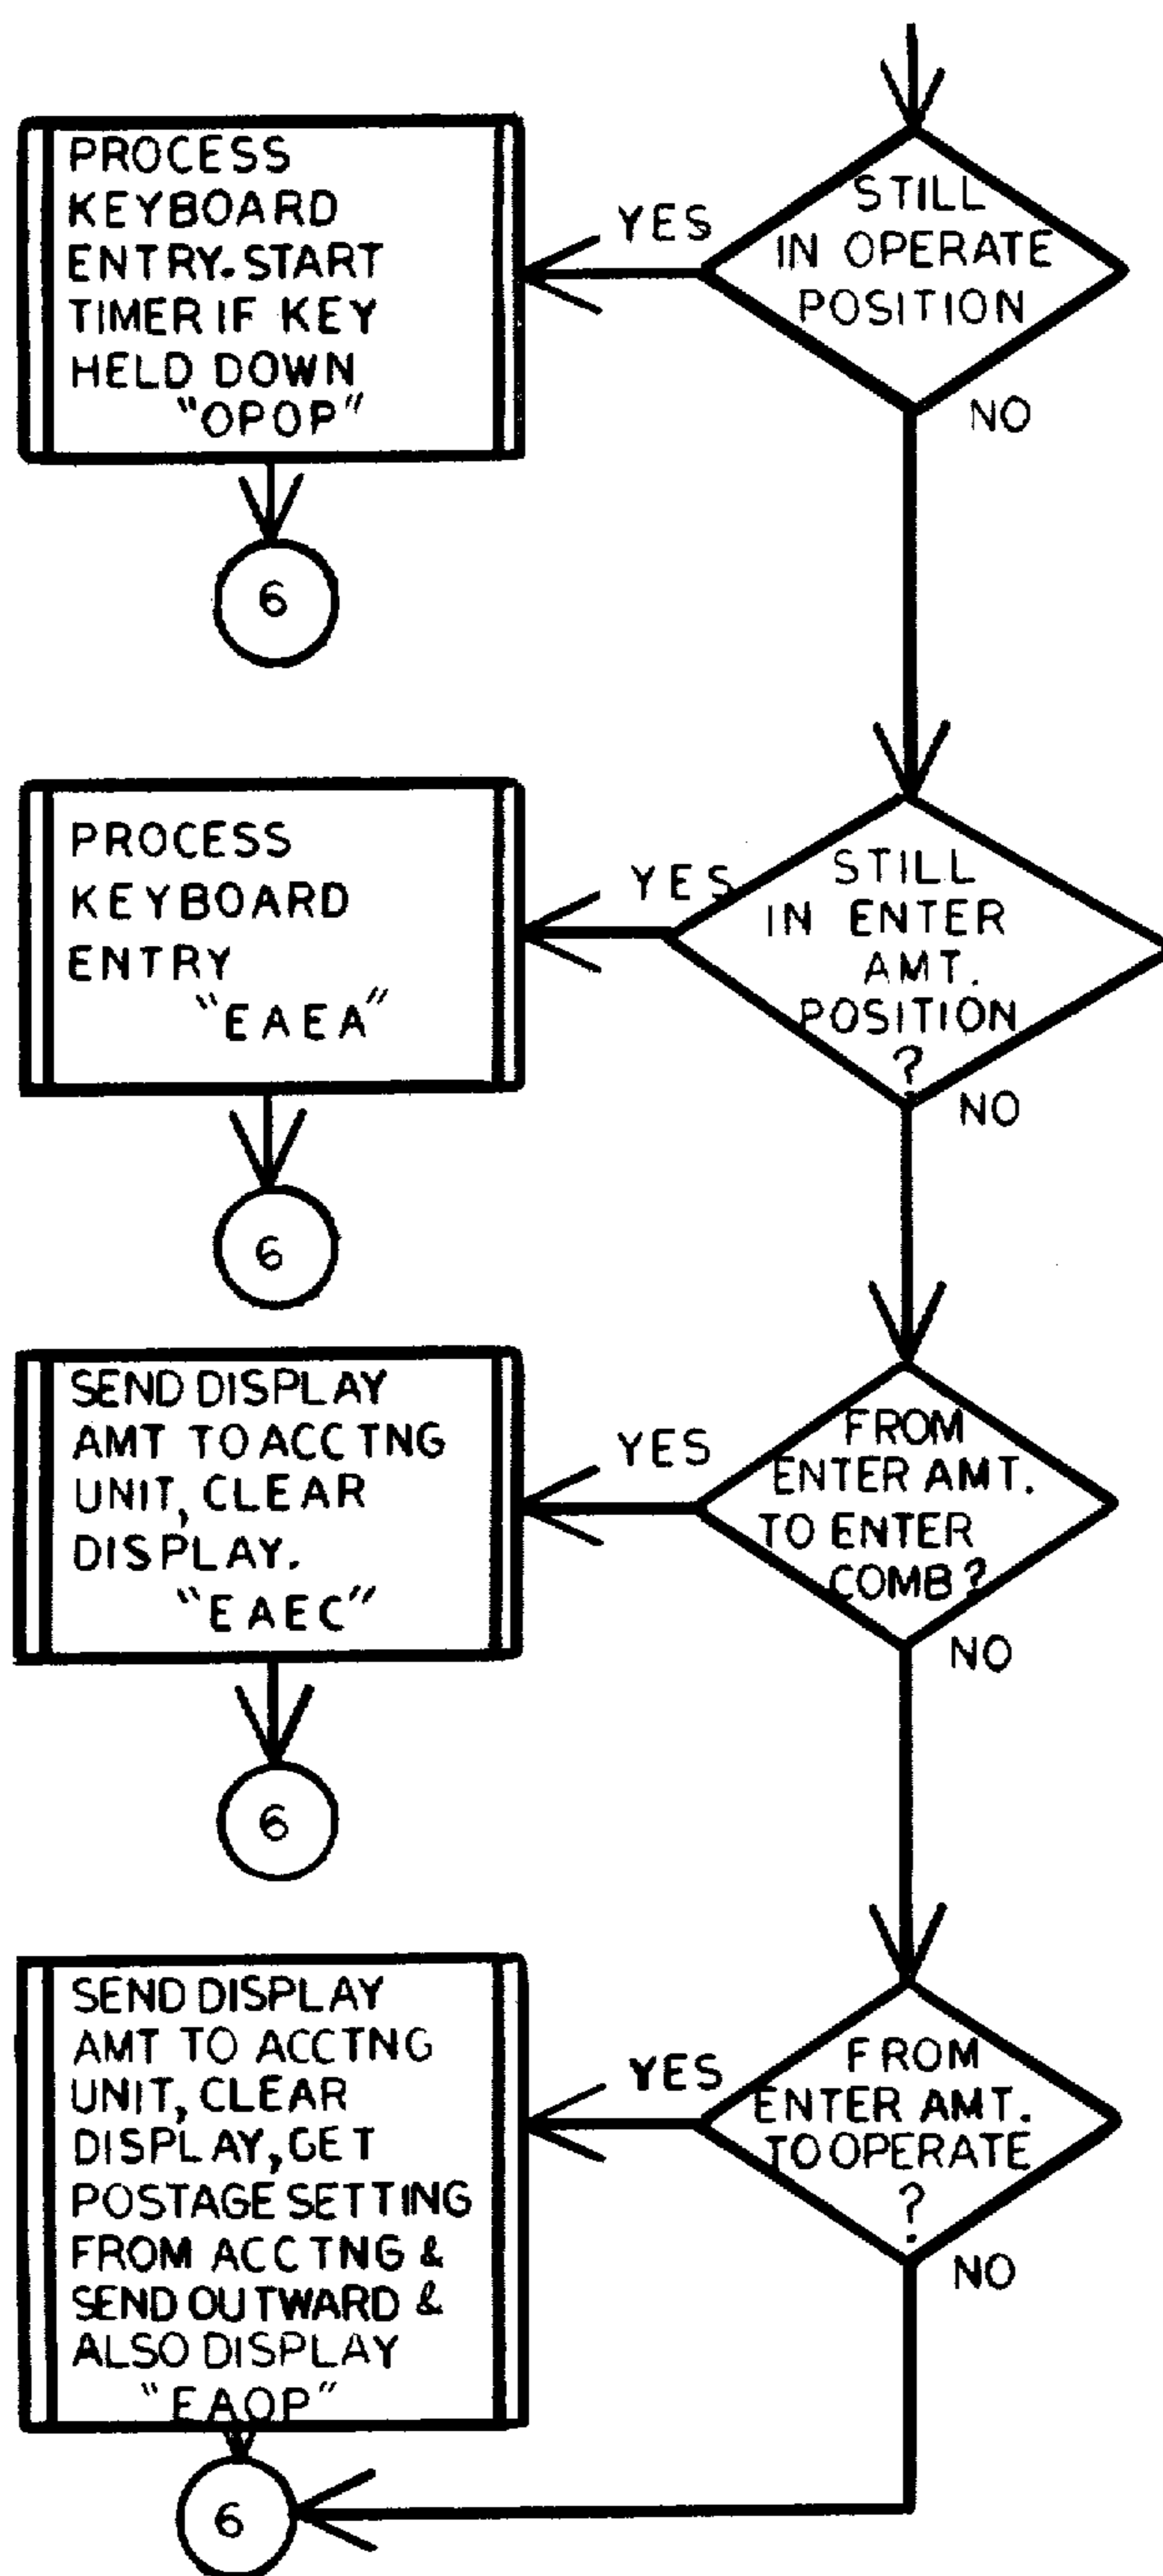 STILL
IN OPERATE
POSITION
YES
NO
PROCESS
KEYBOARD
ENTRY. START
TIMER IF KEY
HELD DOWN
"OPOP"
6
STILL
IN ENTER
AMT.
POSITION
?
YES
NO
PROCESS
KEYBOARD
ENTRY
"EAEA"
6
FROM
ENTER AMT.
TO ENTER
COMB?
YES
NO
SEND DISPLAY
AMT TO ACCTNG
UNIT, CLEAR
DISPLAY.
"EAEC"
6
FROM
ENTER AMT.
TO OPERATE
?
YES
NO
SEND DISPLAY
AMT TO ACCTNG
UNIT, CLEAR
DISPLAY, GET
POSTAGE SETTING
FROM ACCTNG &
SEND OUTWARD &
ALSO DISPLAY
"EAOP"
6